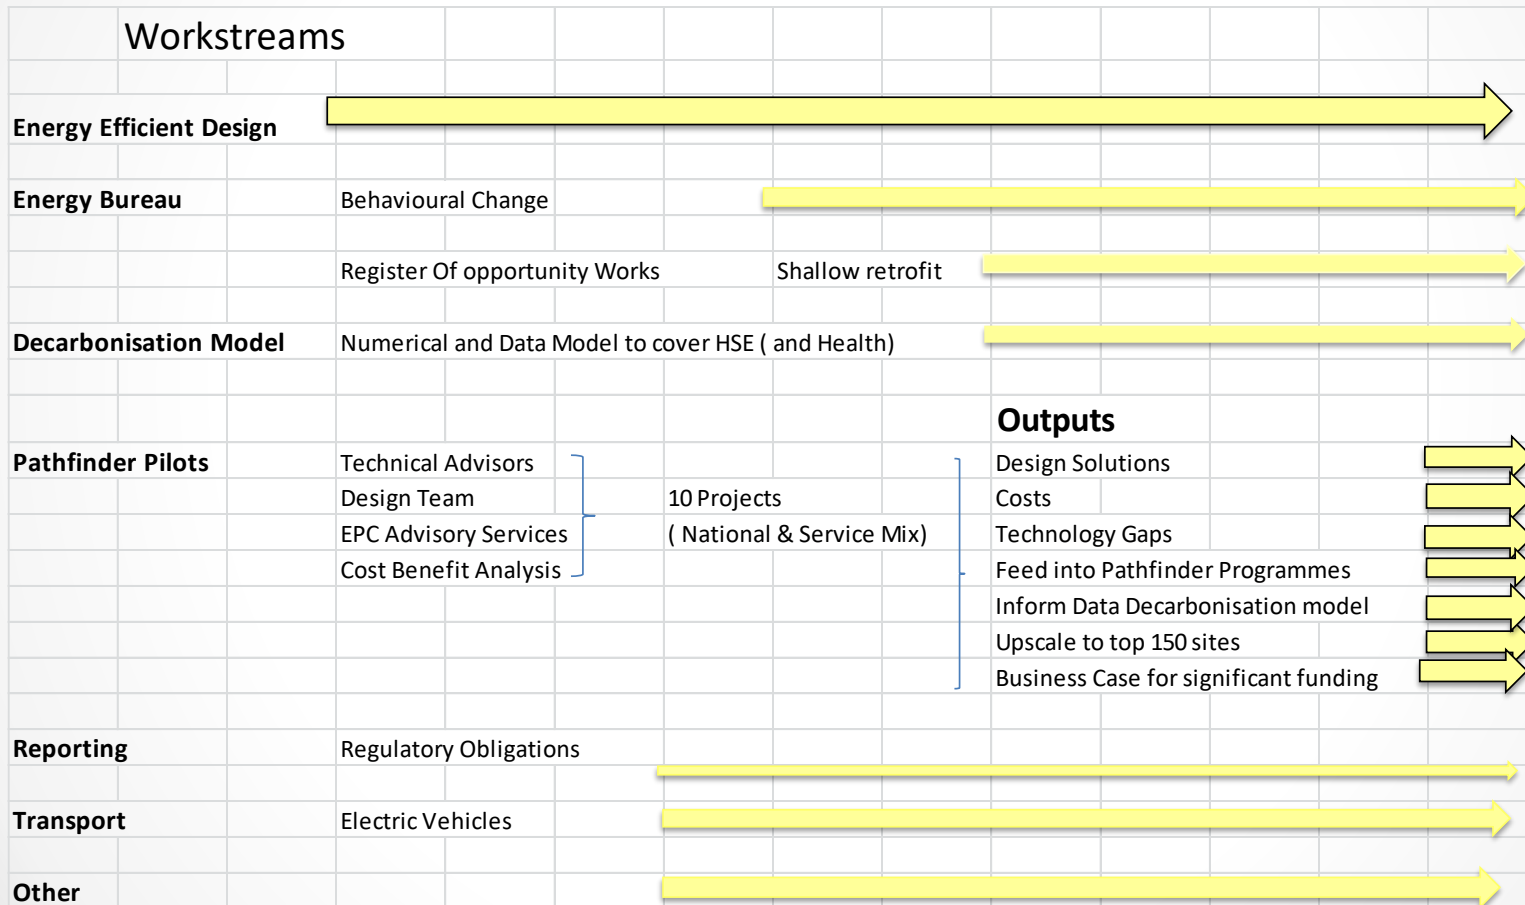 Workstreams
Energy Efficient Design
Energy Bureau Behavioural Change
Register Of opportunity Works Shallow retrofit
Decarbonisation Model Numerical and Data Model to cover HSE ( and Health)
Outputs
Pathfinder Pilots Technical Advisors Design Solutions
Design Team 10 Projects Costs
EPC Advisory Services ( National & Service Mix) Technology Gaps
Cost Benefit Analysis Feed into Pathfinder Programmes
Inform Data Decarbonisation model
Upscale to top 150 sites
Business Case for significant funding
Reporting Regulatory Obligations
Transport Electric Vehicles
Other